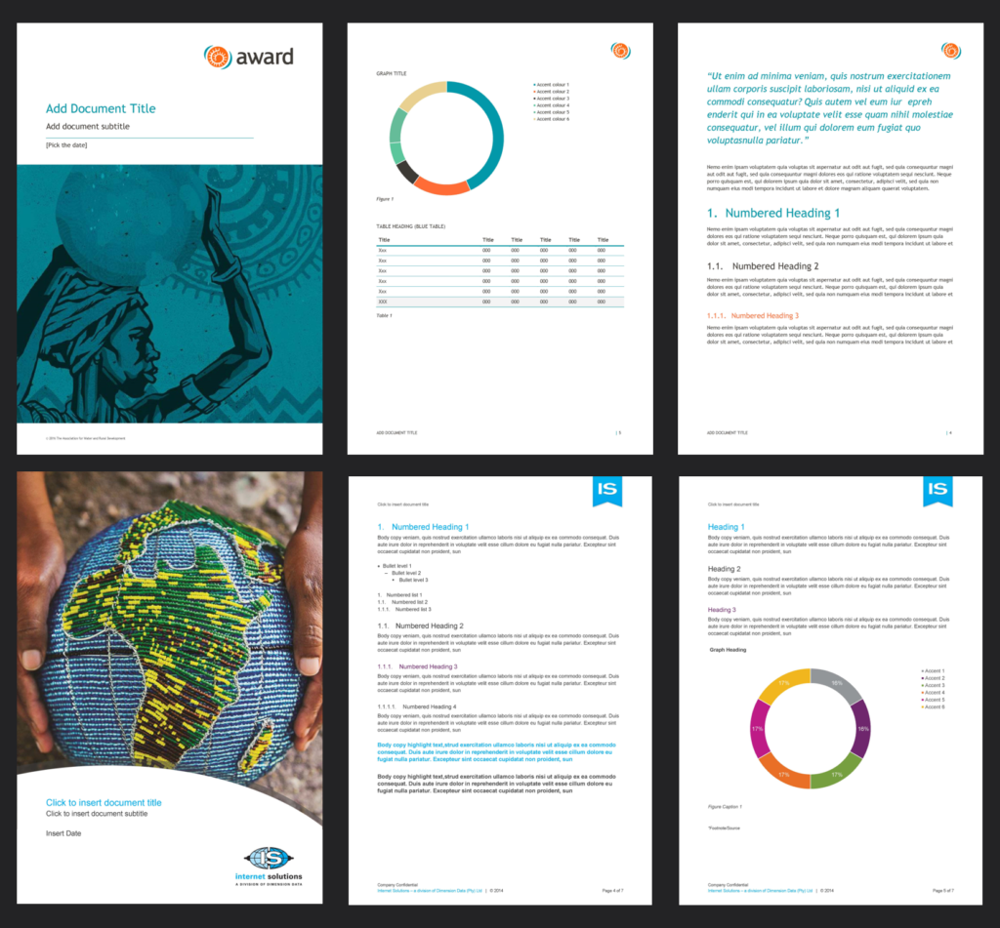 award
Add Document Title
Add document subtitle
[Pick the date]
© 2014 The Association for Water and Rural Development
GRAPH TITLE
Accent colour 1
Accent colour 2
Accent colour 3
Accent colour 4
Accent colour 5
Accent colour 6
Figure 1
TABLE HEADING (BLUE TABLE)
Title Title Title Title Title Title
Xxx 000 000 000 000 000
Xxx 000 000 000 000 000
Xxx 000 000 000 000 000
Xxx 000 000 000 000 000
Xxx 000 000 000 000 000
XXX 000 000 000 000 000
Table 1
ADD DOCUMENT TITLE | 3
“Ut enim ad minima veniam, quis nostrum exercitationem
ullam corporis suscipit laboriosam, nisi ut aliquid ex ea
commodi consequatur? Quis autem vel eum iur epreh
enderit qui in ea voluptate velit esse quam nihil molestiae
consequatur, vel illum qui dolorem eum fugiat quo
voluptasnulla pariatur.”
Nemo enim ipsam voluptatem quia voluptas sit aspernatur aut odit aut fugit, sed quia consequuntur magni
aut odit aut fugit, sed quia consequuntur magni dolores eos qui ratione voluptatem sequi nesciunt. Neque
porro quisquam est, qui dolorem ipsum quia dolor sit amet, consectetur, adipisci velit, sed quia non
numquam eius modi tempora incidunt ut labore et dolore magnam aliquam quaerat voluptatem.
1. Numbered Heading 1
Nemo enim ipsam voluptatem quia voluptas sit aspernatur aut odit aut fugit, sed quia consequuntur magni
dolores eos qui ratione voluptatem sequi nesciunt. Neque porro quisquam est, qui dolorem ipsum quia
dolor sit amet, consectetur, adipisci velit, sed quia non numquam eius modi tempora incidunt ut labore et
1.1. Numbered Heading 2
Nemo enim ipsam voluptatem quia voluptas sit aspernatur aut odit aut fugit, sed quia consequuntur magni
dolores eos qui ratione voluptatem sequi nesciunt. Neque porro quisquam est, qui dolorem ipsum quia
dolor sit amet, consectetur, adipisci velit, sed quia non numquam eius modi tempora incidunt ut labore et
1.1.1. Numbered Heading 3
Nemo enim ipsam voluptatem quia voluptas sit aspernatur aut odit aut fugit, sed quia consequuntur magni
dolores eos qui ratione voluptatem sequi nesciunt. Neque porro quisquam est, qui dolorem ipsum quia
dolor sit amet, consectetur, adipisci velit, sed quia non numquam eius modi tempora incidunt ut labore et
ADD DOCUMENT TITLE | 4
Click to insert document title
Click to insert document subtitle
Insert Date
IS
internet solutions
A DIVISION OF DIMENSION DATA
IS
Click to insert document title
1. Numbered Heading 1
Body copy veniam, quis nostrud exercitation ullamco laboris nisi ut aliquip ex ea commodo consequat. Duis
aute irure dolor in reprehenderit in voluptate velit esse cillum dolore eu fugiat nulla pariatur. Excepteur sint
occaecat cupidatat non proident, sun
• Bullet level 1
– Bullet level 2
• Bullet level 3
1. Numbered list 1
1.1. Numbered list 2
1.1.1. Numbered list 3
1.1. Numbered Heading 2
Body copy veniam, quis nostrud exercitation ullamco laboris nisi ut aliquip ex ea commodo consequat. Duis
aute irure dolor in reprehenderit in voluptate velit esse cillum dolore eu fugiat nulla pariatur. Excepteur sint
occaecat cupidatat non proident, sun
1.1.1. Numbered Heading 3
Body copy veniam, quis nostrud exercitation ullamco laboris nisi ut aliquip ex ea commodo consequat. Duis
aute irure dolor in reprehenderit in voluptate velit esse cillum dolore eu fugiat nulla pariatur. Excepteur sint
occaecat cupidatat non proident, sun
1.1.1.1. Numbered Heading 4
Body copy veniam, quis nostrud exercitation ullamco laboris nisi ut aliquip ex ea commodo consequat. Duis
aute irure dolor in reprehenderit in voluptate velit esse cillum dolore eu fugiat nulla pariatur. Excepteur sint
occaecat cupidatat non proident, sun
Body copy highlight text,strud exercitation ullamco laboris nisi ut aliquip ex ea commodo
consequat. Duis aute irure dolor in reprehenderit in voluptate velit esse cillum dolore eu
fugiat nulla pariatur. Excepteur sint occaecat cupidatat non proident, sun
Body copy highlight text,strud exercitation ullamco laboris nisi ut aliquip ex ea commodo
consequat. Duis aute irure dolor in reprehenderit in voluptate velit esse cillum dolore eu
fugiat nulla pariatur. Excepteur sint occaecat cupidatat non proident, sun
Company Confidential
Internet Solutions – a division of Dimension Data (Pty) Ltd | © 2014 Page 4 of 7
IS
Click to insert document title
Heading 1
Body copy veniam, quis nostrud exercitation ullamco laboris nisi ut aliquip ex ea commodo consequat. Duis
aute irure dolor in reprehenderit in voluptate velit esse cillum dolore eu fugiat nulla pariatur. Excepteur sint
occaecat cupidatat non proident, sun
Heading 2
Body copy veniam, quis nostrud exercitation ullamco laboris nisi ut aliquip ex ea commodo consequat. Duis
aute irure dolor in reprehenderit in voluptate velit esse cillum dolore eu fugiat nulla pariatur. Excepteur sint
occaecat cupidatat non proident, sun
Heading 3
Body copy veniam, quis nostrud exercitation ullamco laboris nisi ut aliquip ex ea commodo consequat. Duis
aute irure dolor in reprehenderit in voluptate velit esse cillum dolore eu fugiat nulla pariatur. Excepteur sint
occaecat cupidatat non proident, sun
Graph Heading
17% 16%
17% 16%
17% 17%
Accent 1
Accent 2
Accent 3
Accent 4
Accent 5
Accent 6
Figure Caption 1
*Footnote/Source
Company Confidential
Internet Solutions – a division of Dimension Data (Pty) Ltd | © 2014 Page 5 of 7